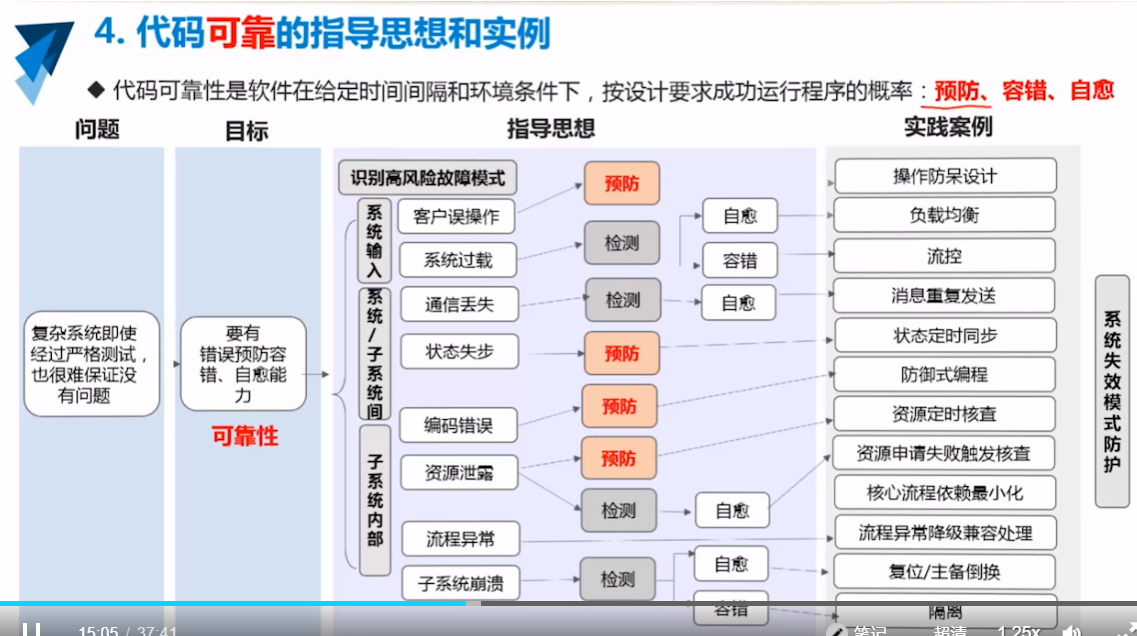 4. 代码可靠的指导思想和实例
◆ 代码可靠性是软件在给定时间间隔和环境条件下，按设计要求成功运行程序的概率：预防、容错、自愈
问题
目标
指导思想
实践案例
复杂系统即使
经过严格测试，
也很难保证没
有问题
要有
错误预防容
错、自愈能
力
可靠性
识别高风险故障模式
系统输入
客户误操作
系统过载
系统/子系统间
通信丢失
状态失步
子系统内部
编码错误
资源泄露
流程异常
子系统崩溃
预防
检测
检测
预防
预防
预防
检测
检测
自愈
容错
自愈
自愈
自愈
容错
操作防呆设计
负载均衡
流控
消息重复发送
状态定时同步
防御式编程
资源定时核查
资源申请失败触发核查
核心流程依赖最小化
流程异常降级兼容处理
复位/主备倒换
隔离
系统失效模式防护
15:05 / 37:41
笔记
超清
1.25x